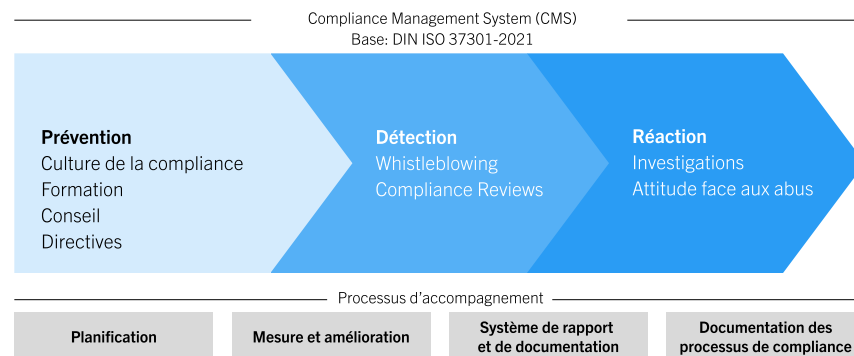 Compliance Management System (CMS)
Base: DIN ISO 37301-2021
Prévention
Culture de la compliance
Formation
Conseil
Directives
Détection
Whistleblowing
Compliance Reviews
Réaction
Investigations
Attitude face aux abus
Processus d’accompagnement
Planification
Mesure et amélioration
Système de rapport
et de documentation
Documentation des
processus de compliance